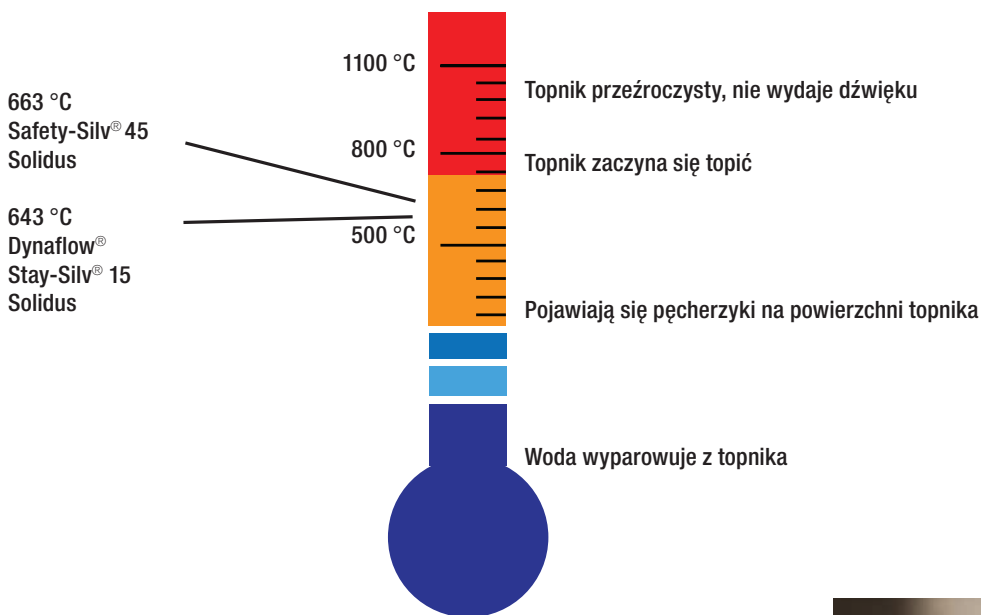 1100 °C
Topnik przeźroczysty, nie wydaje dźwięku
663 °C
Safety-Silv® 45
Solidus
800 °C
Topnik zaczyna się topić
643 °C
Dynaflow®
Stay-Silv® 15
Solidus
500 °C
Pojawiają się pęcherzyki na powierzchni topnika
Woda wyparowuje z topnika